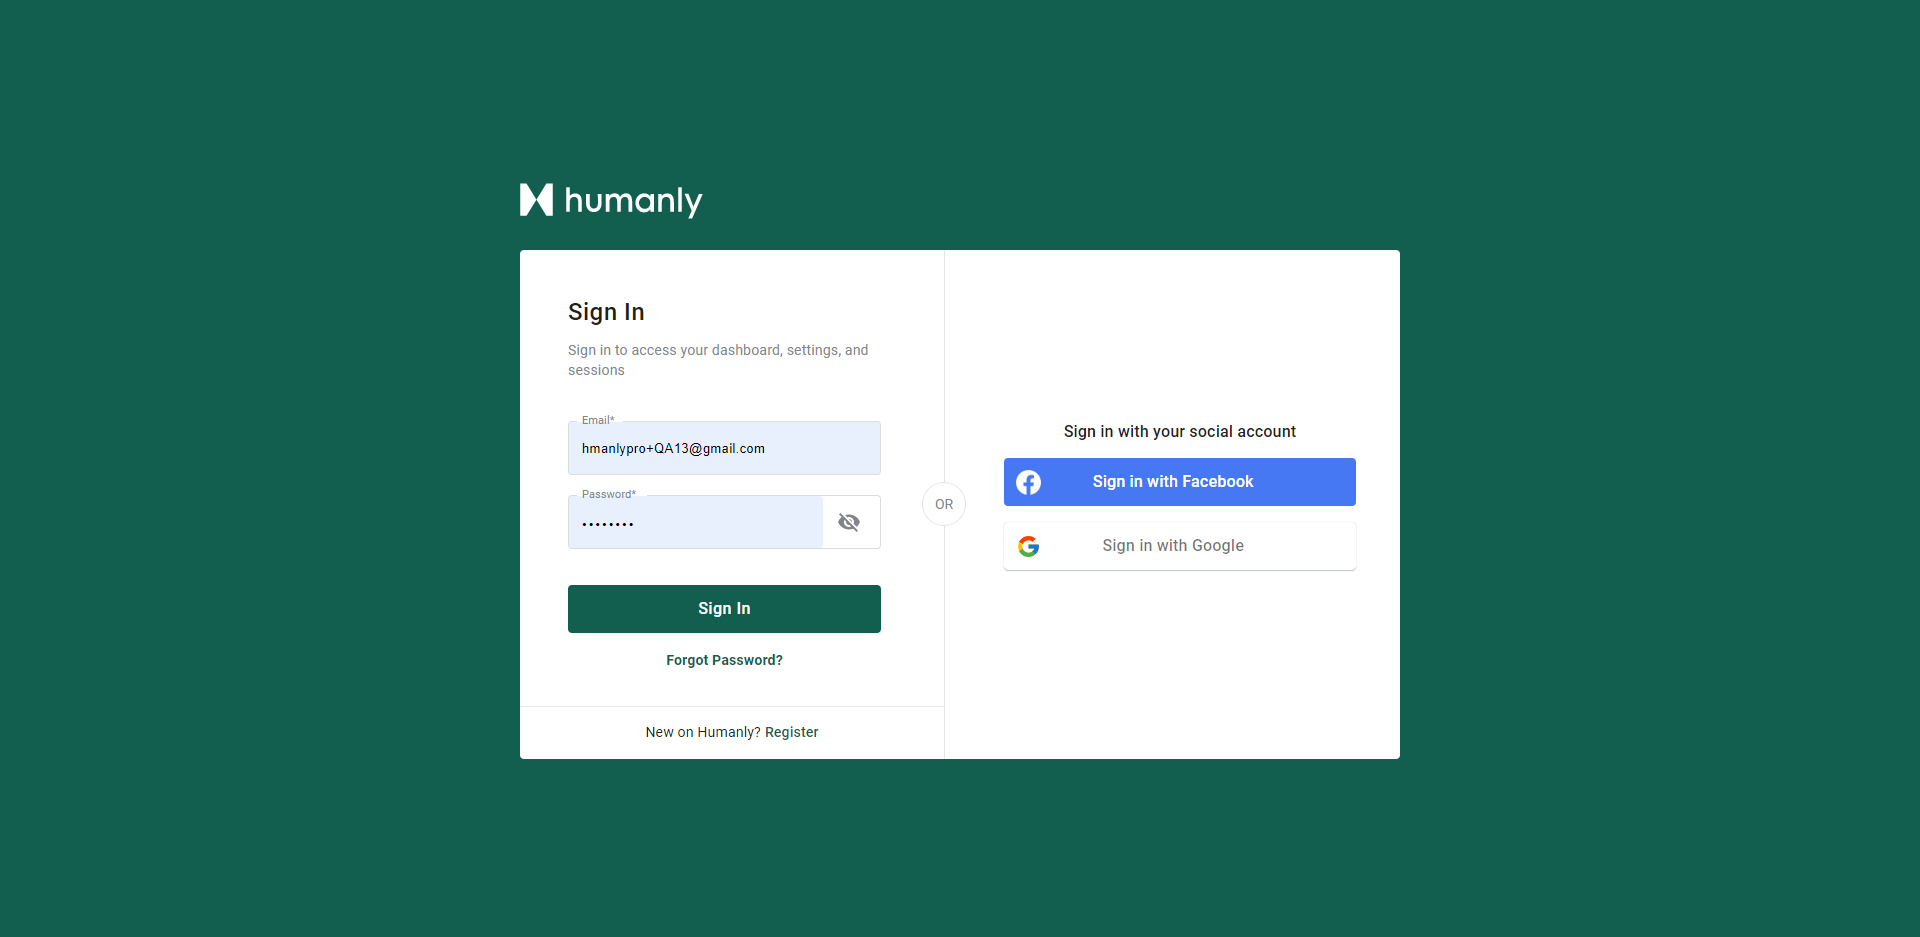 humanly
Sign In
Sign in to access your dashboard, settings, and
sessions
Email*
hmanlypro+QA13@gmail.com
Password*
••••••••
Sign In
Forgot Password?
New on Humanly? Register
OR
Sign in with your social account
Sign in with Facebook
Sign in with Google